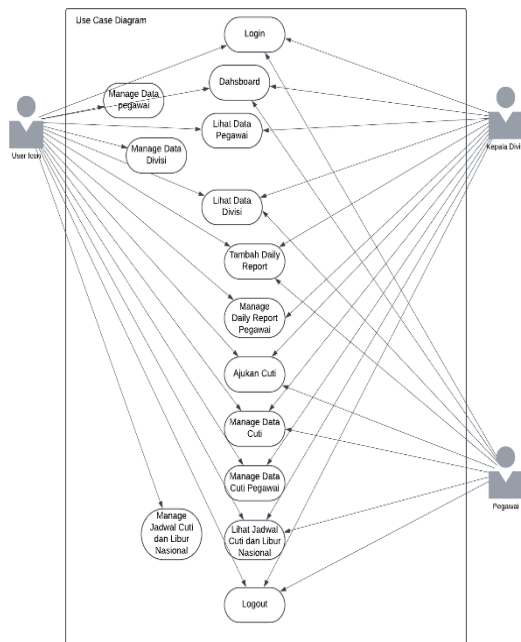 Use Case Diagram
Login
Dahsboard
Manage Data
pegawai
Lihat Data
Pegawai
User Icon
Kepala Divisi
Manage Data
Divisi
Lihat Data
Divisi
Tambah Daily
Report
Manage
Daily Report
Pegawai
Ajukan Cuti
Manage Data
Cuti
Manage Data
Cuti Pegawai
Pegawai
Manage
Jadwal Cuti
dan Libur
Nasional
Lihat Jadwal
Cuti dan Libur
Nasional
Logout